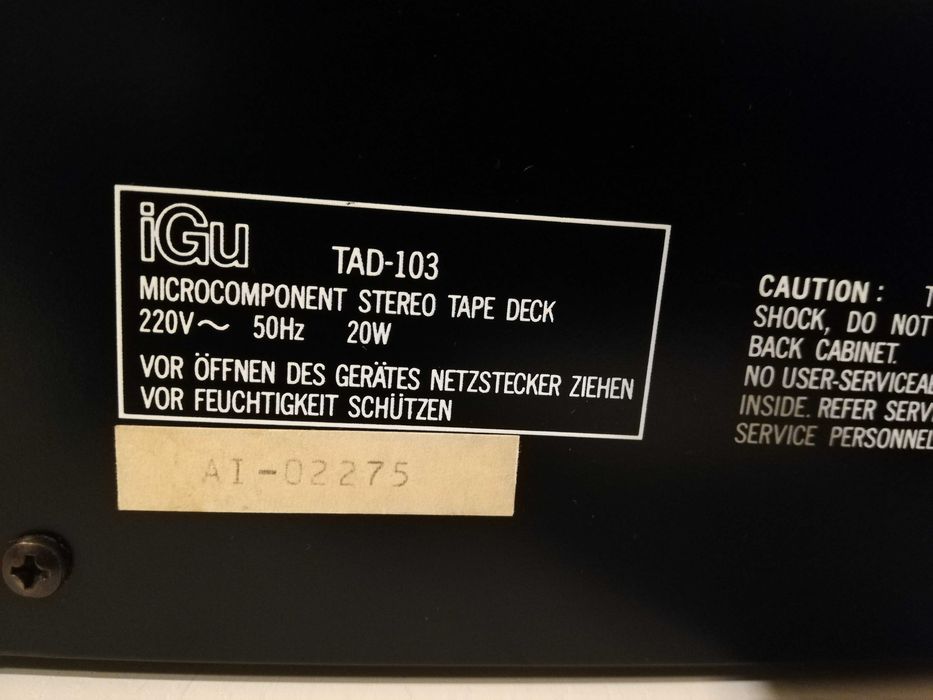 iGu TAD-103
MICROCOMPONENT STEREO TAPE DECK
220V~ 50Hz 20W
VOR ÖFFNEN DES GERÄTES NETZSTECKER ZIEHEN
VOR FEUCHTIGKEIT SCHÜTZEN
AI-02275
CAUTION : T
SHOCK, DO NOT
BACK CABINET.
NO USER-SERVICEA
INSIDE. REFER SERV
SERVICE PERSONNEL